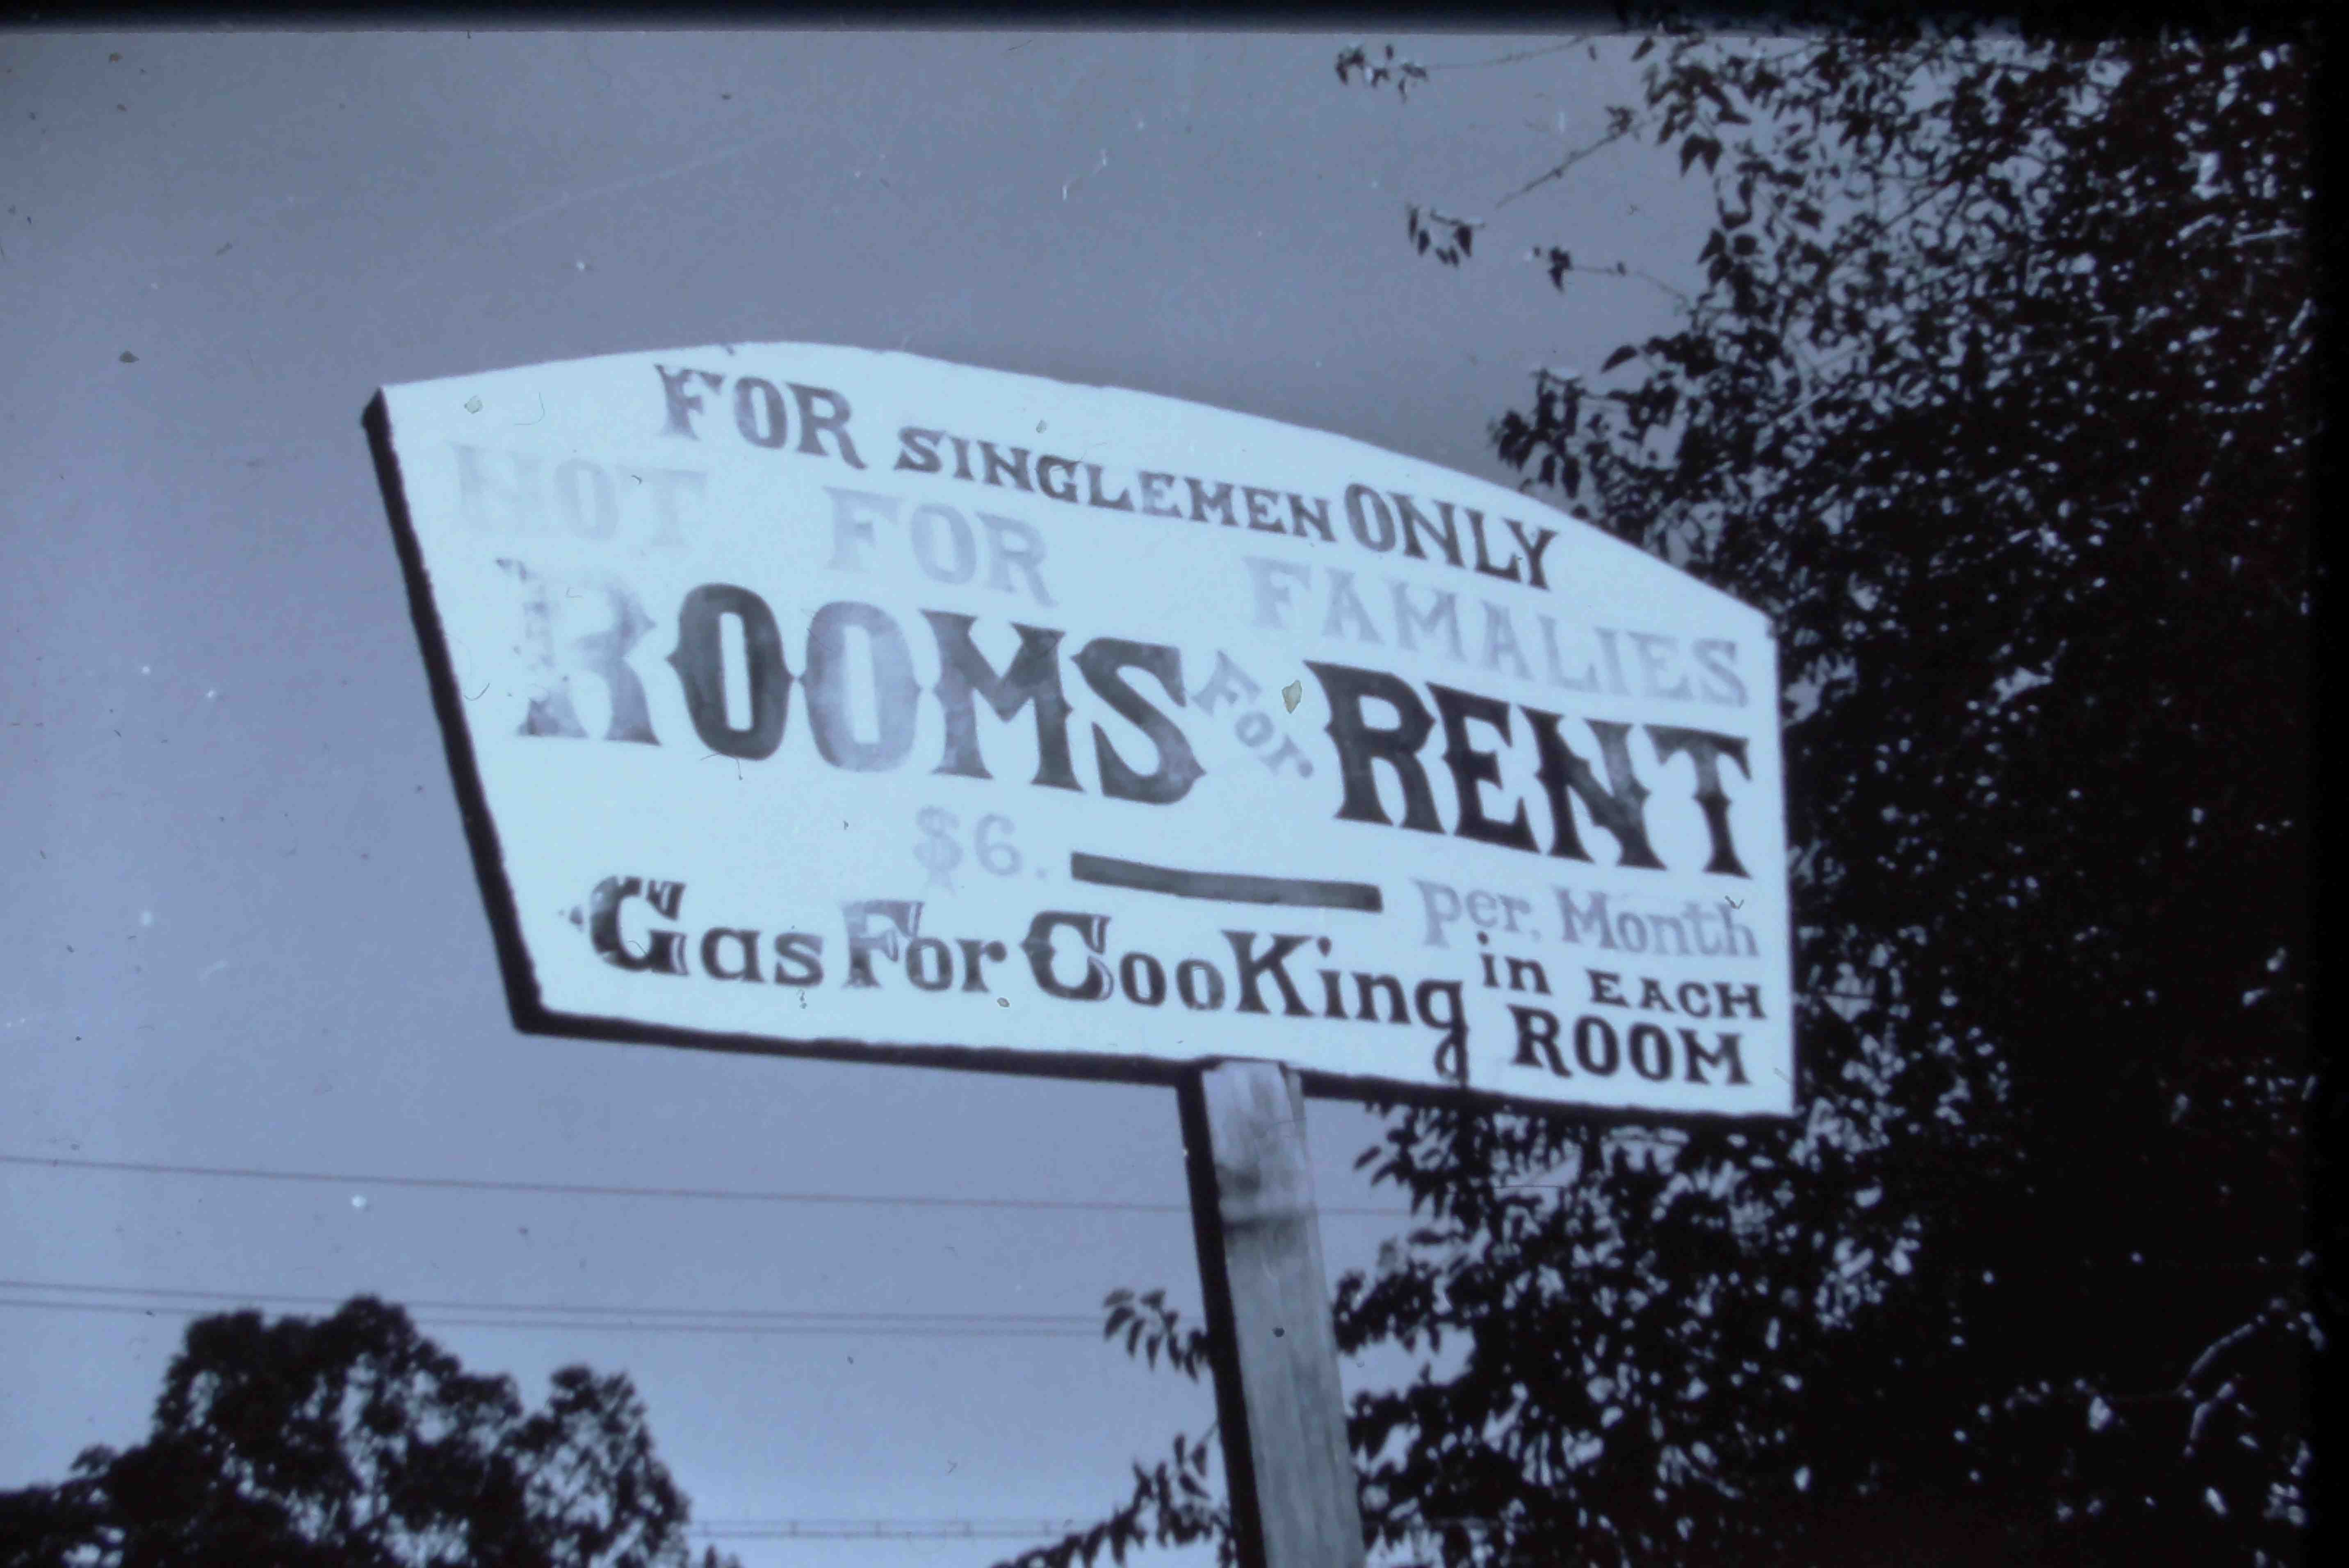 FOR SINGLEMEN ONLY
NOT FOR FAMALIES
ROOMS For RENT
$6. per. Month
Gas For CooKing in EACH
ROOM